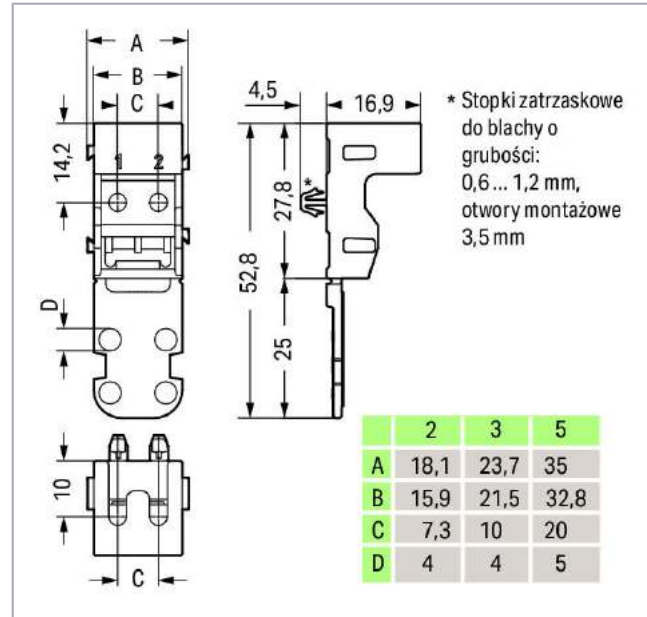 A
B
C
14,2
1 2
D
10
C
4,5
16,9
*
27,8
52,8
25
* Stopki zatrzaskowe
do blachy o
grubości:
0,6 ... 1,2 mm,
otwory montażowe
3,5 mm
2 3 5
A 18,1 23,7 35
B 15,9 21,5 32,8
C 7,3 10 20
D 4 4 5